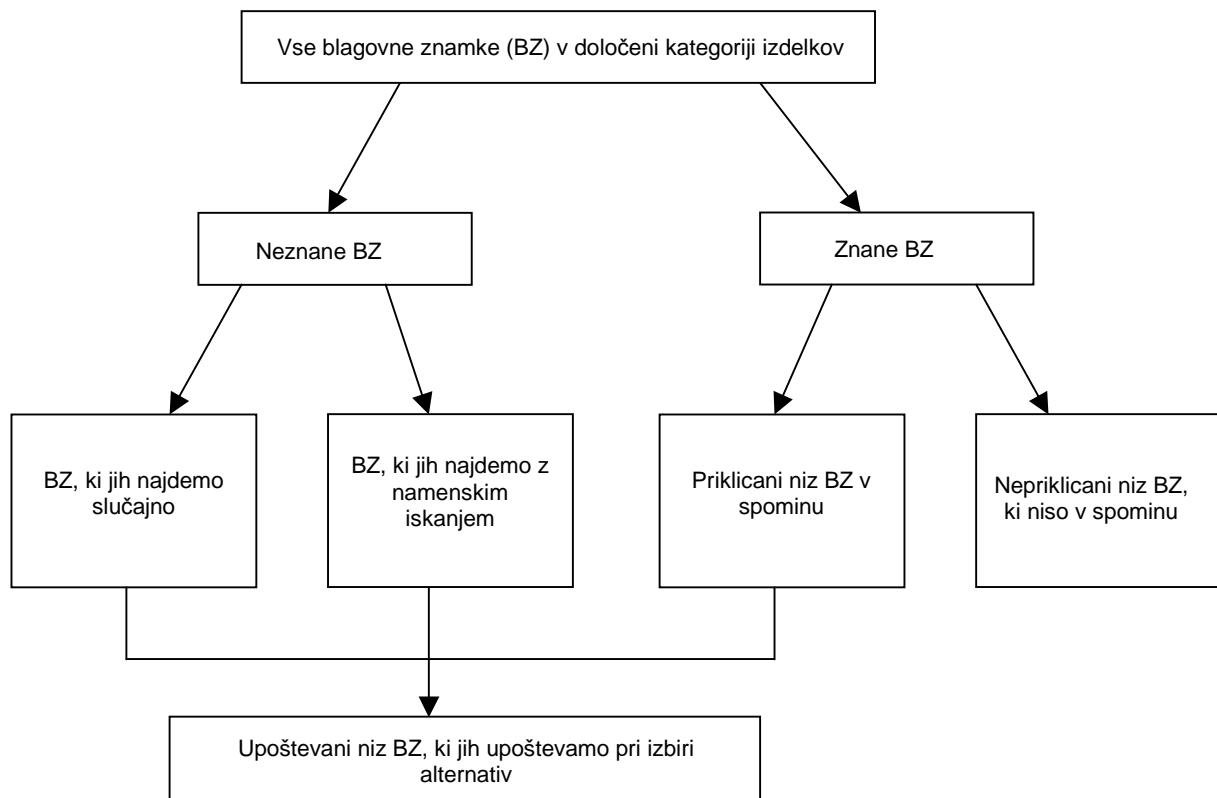 Vse blagovne znamke (BZ) v določeni kategoriji izdelkov
Neznane BZ
Znane BZ
BZ, ki jih najdemo
slučajno
BZ, ki jih najdemo z
namenskim
iskanjem
Priklicani niz BZ v
spominu
Nepriklicani niz BZ,
ki niso v spominu
Upoštevani niz BZ, ki jih upoštevamo pri izbiri
alternativ